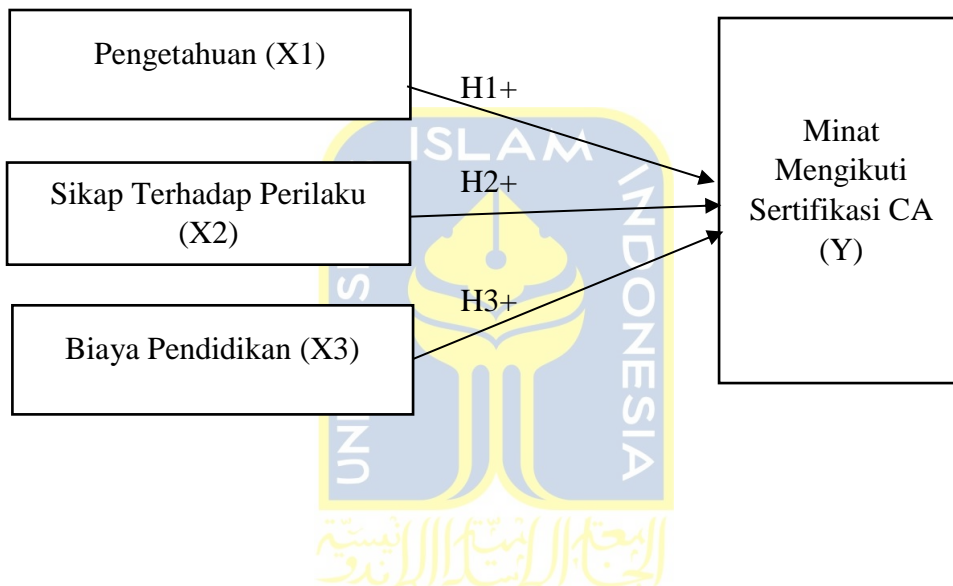 Pengetahuan (X1)
H1+
Sikap Terhadap Perilaku
(X2)
H2+
Biaya Pendidikan (X3)
H3+
Minat
Mengikuti
Sertifikasi CA
(Y)
ISLAM
INDONESIA